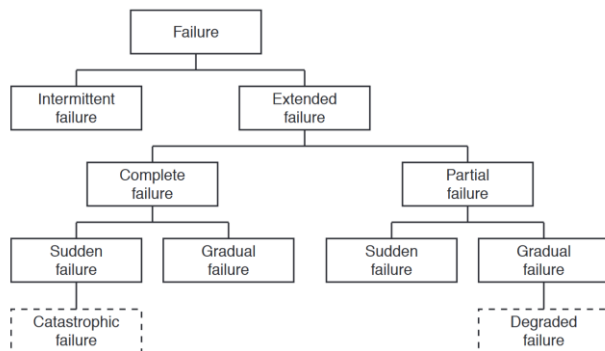 Failure
Intermittent
failure
Extended
failure
Complete
failure
Partial
failure
Sudden
failure
Gradual
failure
Sudden
failure
Gradual
failure
Catastrophic
failure
Degraded
failure